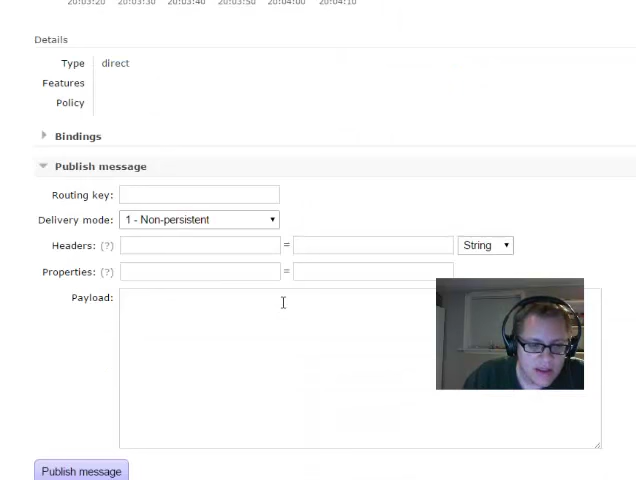 20:03:20 20:03:30 20:03:40 20:03:50 20:04:00 20:04:10
Details
Type direct
Features
Policy
Bindings
Publish message
Routing key:
Delivery mode: 1 - Non-persistent
Headers: (?) = String
Properties: (?) =
Payload:
Publish message